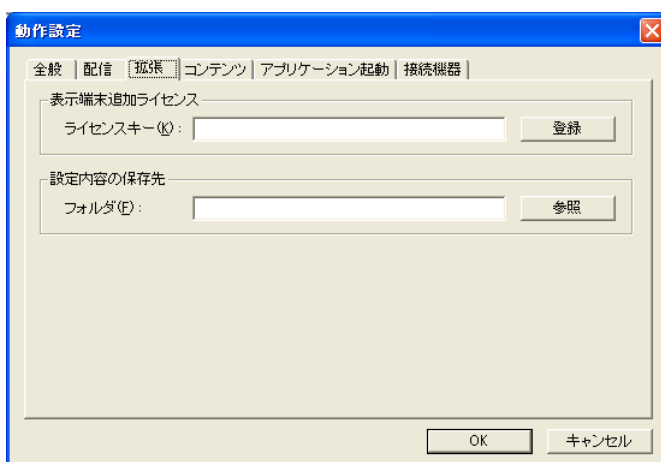 動作設定
全般 配信 拡張 コンテンツ アプリケーション起動 接続機器
表示端末追加ライセンス
ライセンスキー(K): 登録
設定内容の保存先
フォルダ(F): 参照
OK キャンセル